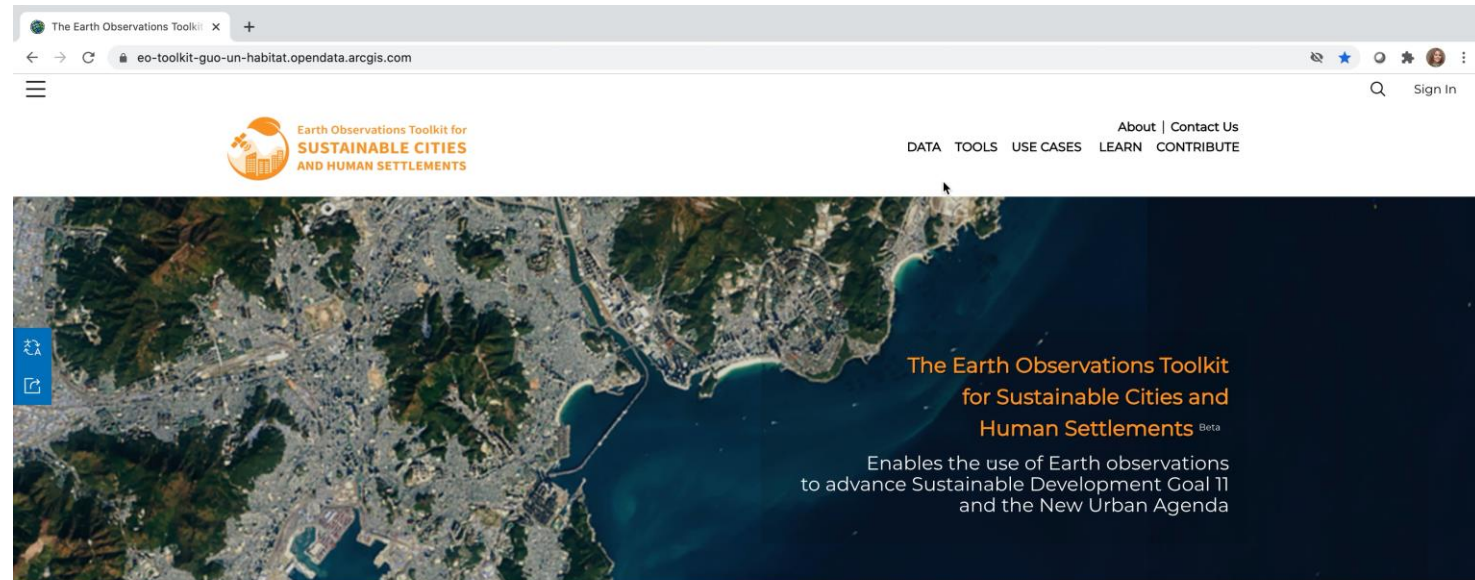 The Earth Observations Toolkit
eo-toolkit-guo-un-habitat.opendata.arcgis.com
Sign In
Earth Observations Toolkit for
SUSTAINABLE CITIES
AND HUMAN SETTLEMENTS
About | Contact Us
DATA TOOLS USE CASES LEARN CONTRIBUTE
The Earth Observations Toolkit
for Sustainable Cities and
Human Settlements Beta
Enables the use of Earth observations
to advance Sustainable Development Goal 11
and the New Urban Agenda